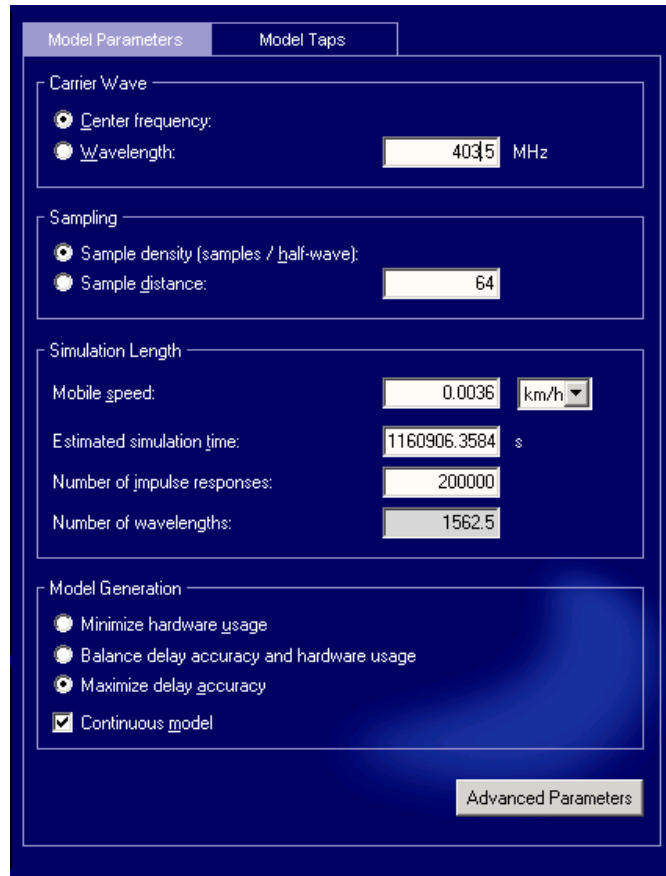 Model Parameters Model Taps
Carrier Wave
Center frequency:
Wavelength: 403.5 MHz
Sampling
Sample density (samples / half-wave):
Sample distance: 64
Simulation Length
Mobile speed: 0.0036 km/h
Estimated simulation time: 1160906.3584 s
Number of impulse responses: 200000
Number of wavelengths: 1562.5
Model Generation
Minimize hardware usage
Balance delay accuracy and hardware usage
Maximize delay accuracy
Continuous model
Advanced Parameters